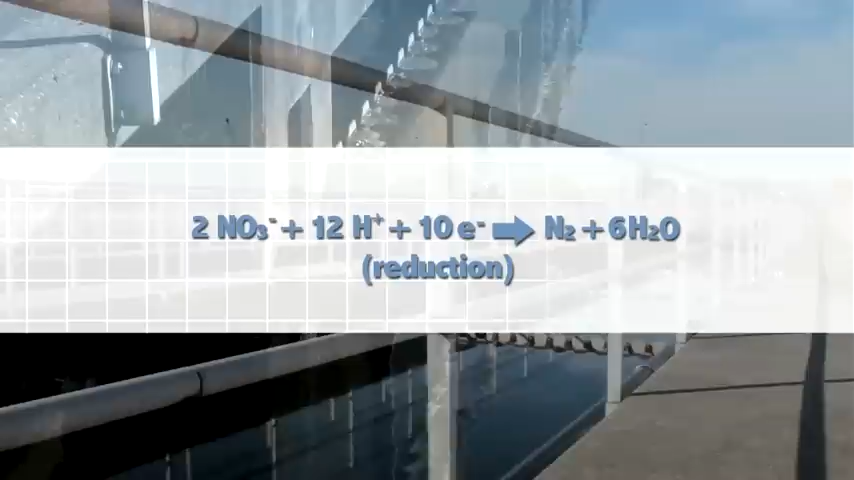 2 NO₃⁻ + 12 H⁺ + 10 e⁻ ➡ N₂ + 6H₂O
(reduction)